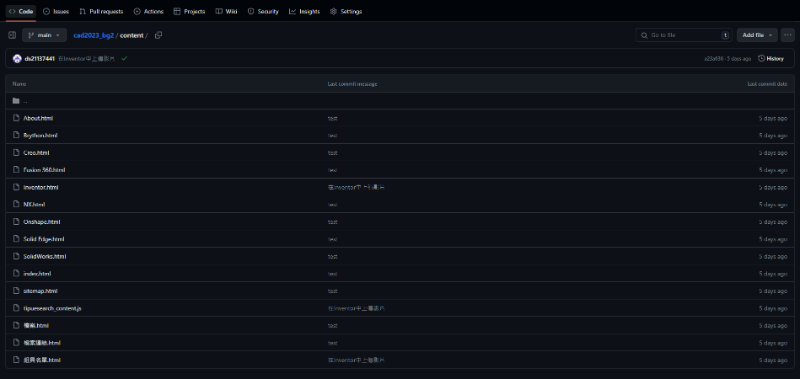 Code Issues Pull requests Actions Projects Wiki Security Insights Settings
main cad2023_bg2 / content / Go to file t Add file
ds21137441 在Inventor中上傳影片 5 days ago History
Name Last commit message Last commit date
..
About.html test 5 days ago
Brython.html test 5 days ago
Creo.html test 5 days ago
Fusion 360.html test 5 days ago
Inventor.html 在Inventor中上傳影片 5 days ago
NX.html test 5 days ago
Onshape.html test 5 days ago
Solid Edge.html test 5 days ago
SolidWorks.html test 5 days ago
index.html test 5 days ago
sitemap.html test 5 days ago
tipuesearch_content.js 在Inventor中上傳影片 5 days ago
檔案.html test 5 days ago
檔案連結.html test 5 days ago
組員名單.html 在Inventor中上傳影片 5 days ago